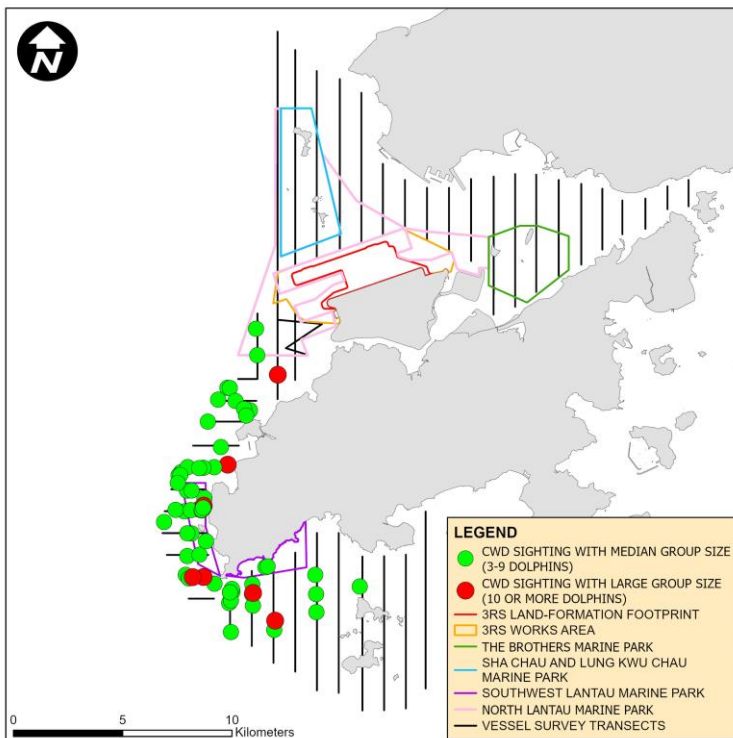 N
LEGEND
CWD SIGHTING WITH MEDIAN GROUP SIZE
(3-9 DOLPHINS)
CWD SIGHTING WITH LARGE GROUP SIZE
(10 OR MORE DOLPHINS)
3RS LAND-FORMATION FOOTPRINT
3RS WORKS AREA
THE BROTHERS MARINE PARK
SHA CHAU AND LUNG KWU CHAU
MARINE PARK
SOUTHWEST LANTAU MARINE PARK
NORTH LANTAU MARINE PARK
VESSEL SURVEY TRANSECTS
0 5 10
Kilometers